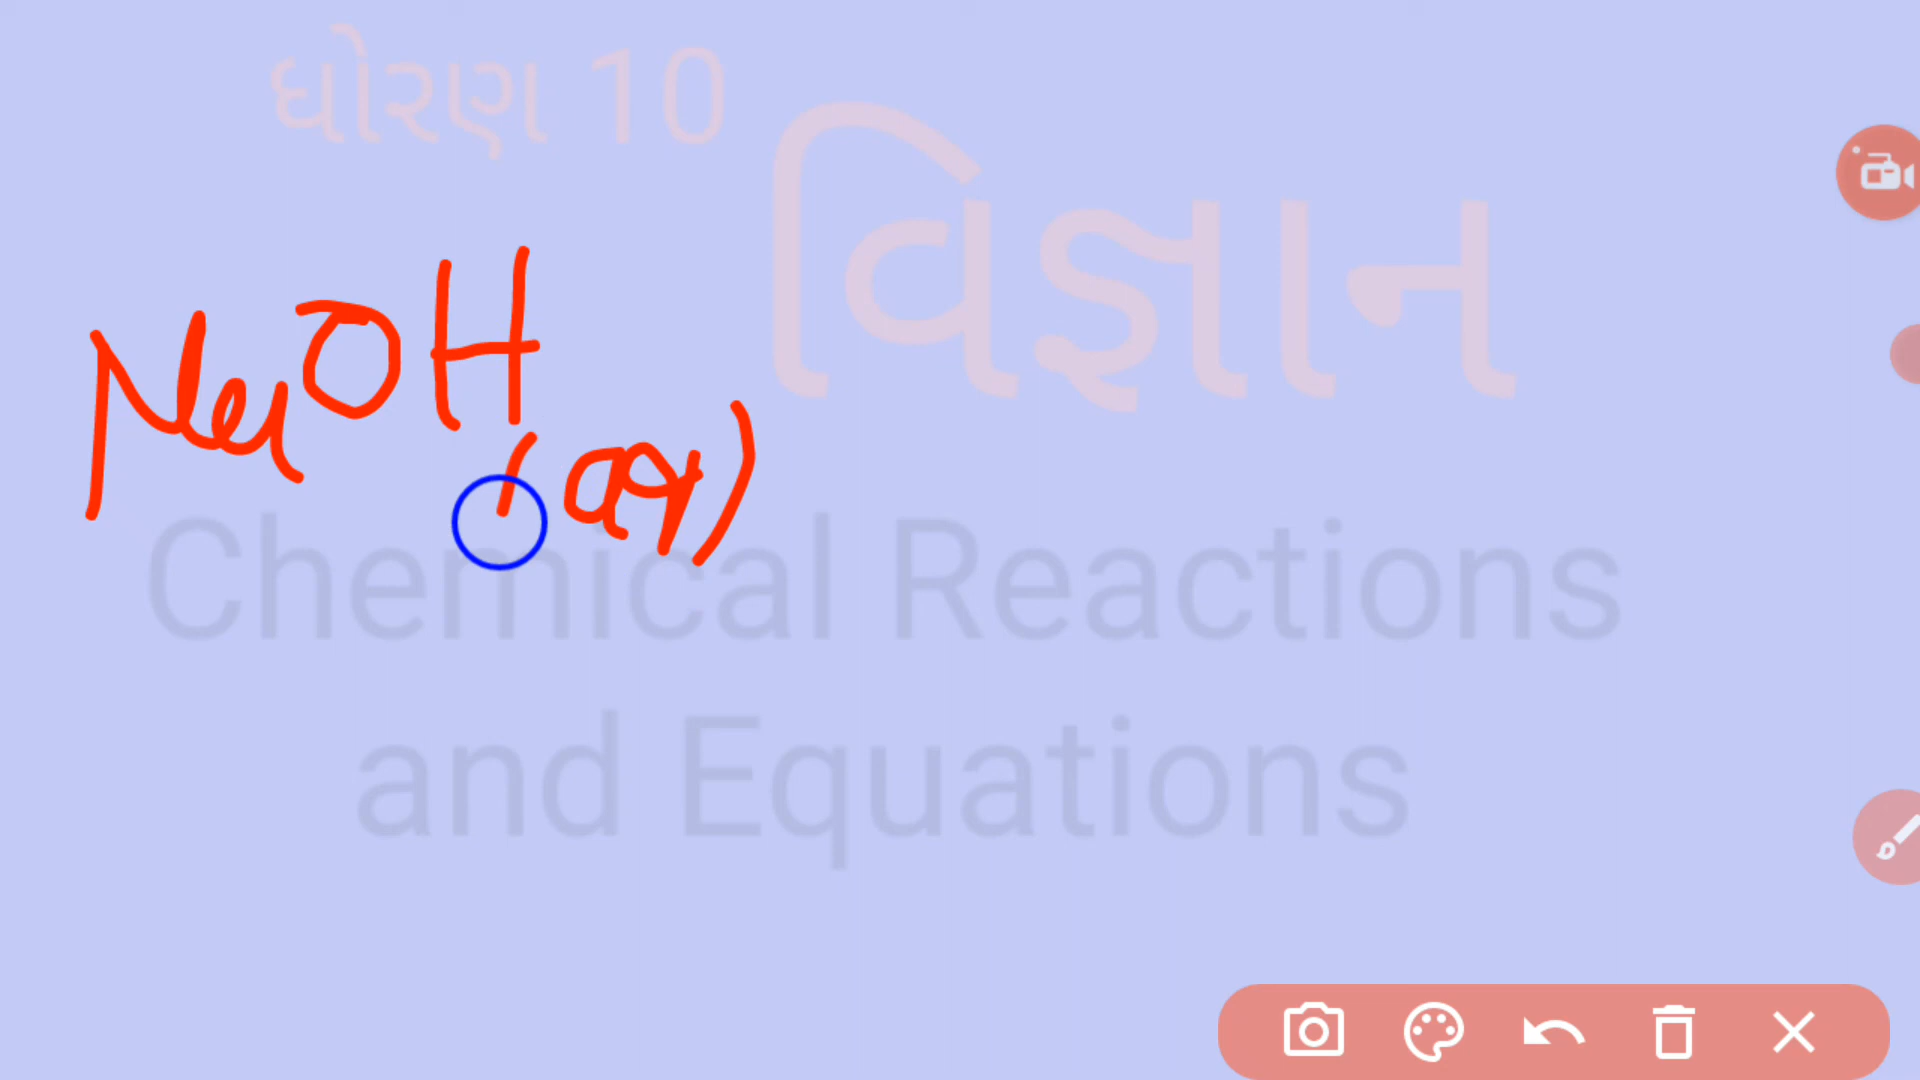 ધોરણ 10
વિજ્ઞાન
NaOH
(aq)
Chemical Reactions
and Equations